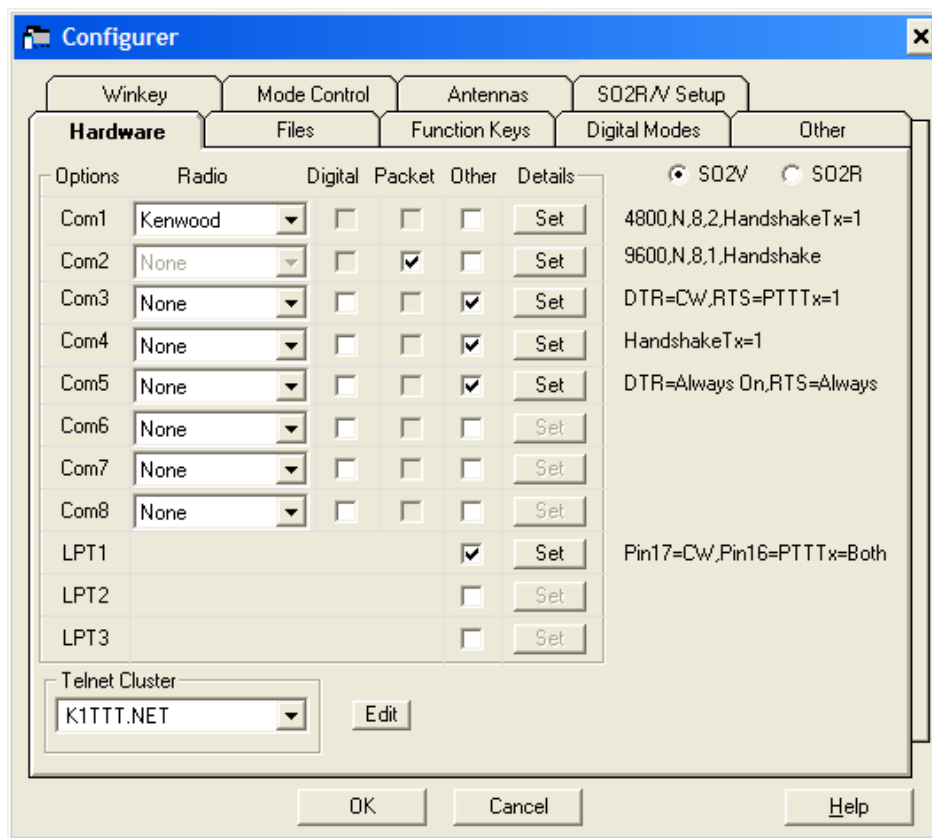 Configurer
Winkey Mode Control Antennas SO2R/V Setup
Hardware Files Function Keys Digital Modes Other
Options Radio Digital Packet Other Details SO2V SO2R
Com1 Kenwood Set 4800,N,8,2,HandshakeTx=1
Com2 None Set 9600,N,8,1,Handshake
Com3 None Set DTR=CW,RTS=PTTTx=1
Com4 None Set HandshakeTx=1
Com5 None Set DTR=Always On,RTS=Always
Com6 None Set
Com7 None Set
Com8 None Set
LPT1 Set Pin17=CW,Pin16=PTTTx=Both
LPT2 Set
LPT3 Set
Telnet Cluster
K1TTT.NET Edit
OK Cancel Help